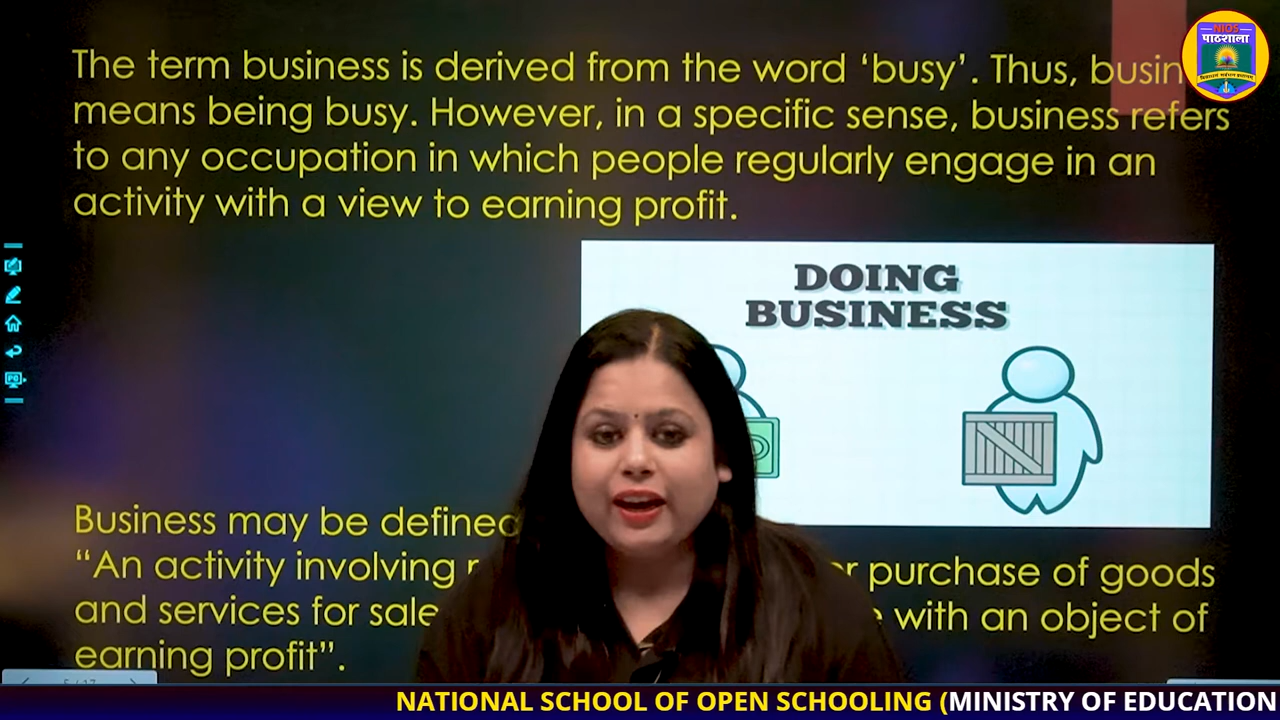 The term business is derived from the word ‘busy’. Thus, busin
means being busy. However, in a specific sense, business refers
to any occupation in which people regularly engage in an
activity with a view to earning profit.
DOING
BUSINESS
Business may be defined
“An activity involving r purchase of goods
and services for sale with an object of
earning profit”.
NIOS
पाठशाला
5 / 17
NATIONAL SCHOOL OF OPEN SCHOOLING (MINISTRY OF EDUCATION